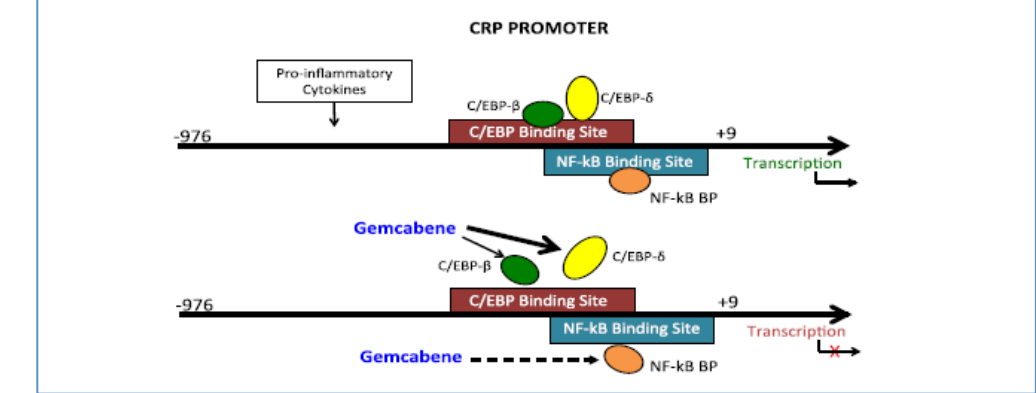 CRP PROMOTER
Pro-inflammatory
Cytokines
C/EBP-β
C/EBP-δ
C/EBP Binding Site
-976
+9
NF-kB Binding Site
Transcription
NF-kB BP
Gemcabene
C/EBP-β
C/EBP-δ
C/EBP Binding Site
-976
+9
NF-kB Binding Site
Transcription
X
Gemcabene
NF-kB BP